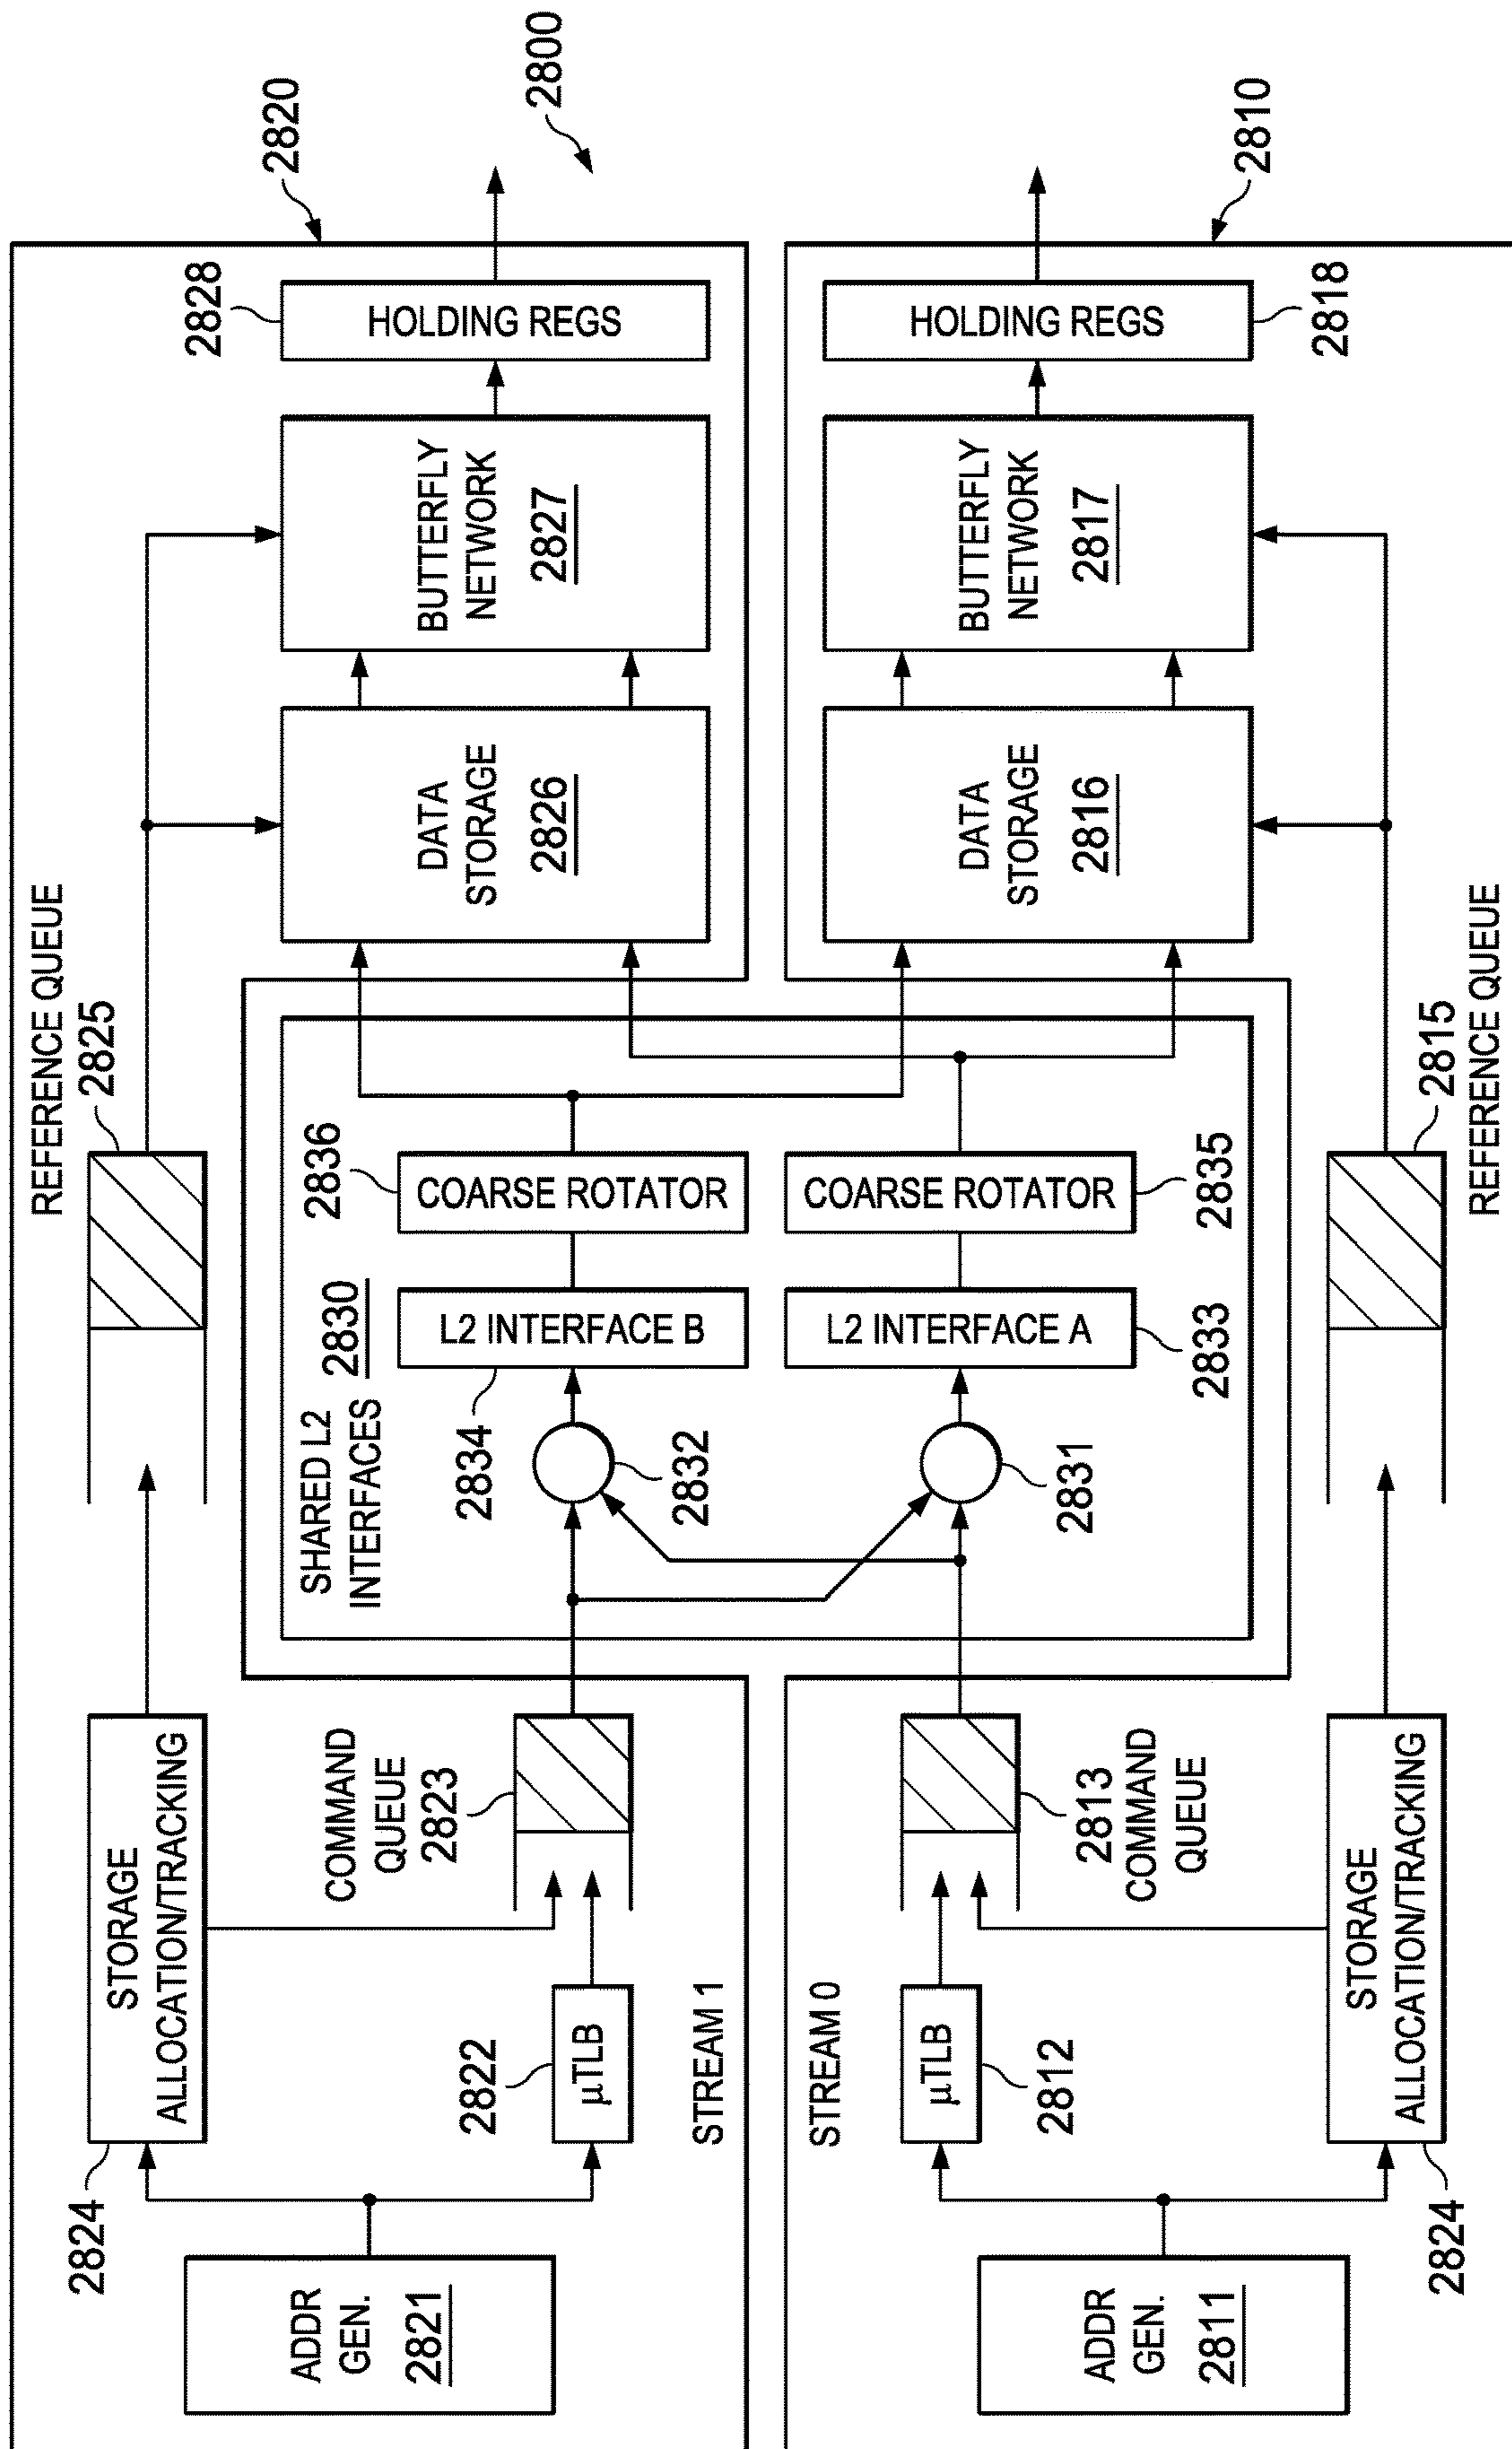 2820
2800
REFERENCE QUEUE
2825
2828
STORAGE
ALLOCATION/TRACKING
2824
ADDR
GEN.
2821
COMMAND
QUEUE
2823
2822
µTLB
STREAM 1
SHARED L2
INTERFACES
2830
2834
2832
L2 INTERFACE B
2836
COARSE ROTATOR
DATA
STORAGE
2826
BUTTERFLY
NETWORK
2827
HOLDING REGS
STREAM 0
µTLB
2812
2813
COMMAND
QUEUE
2831
L2 INTERFACE A
2833
COARSE ROTATOR
2835
DATA
STORAGE
2816
BUTTERFLY
NETWORK
2817
HOLDING REGS
2818
2810
ADDR
GEN.
2811
STORAGE
ALLOCATION/TRACKING
2824
2815
REFERENCE QUEUE